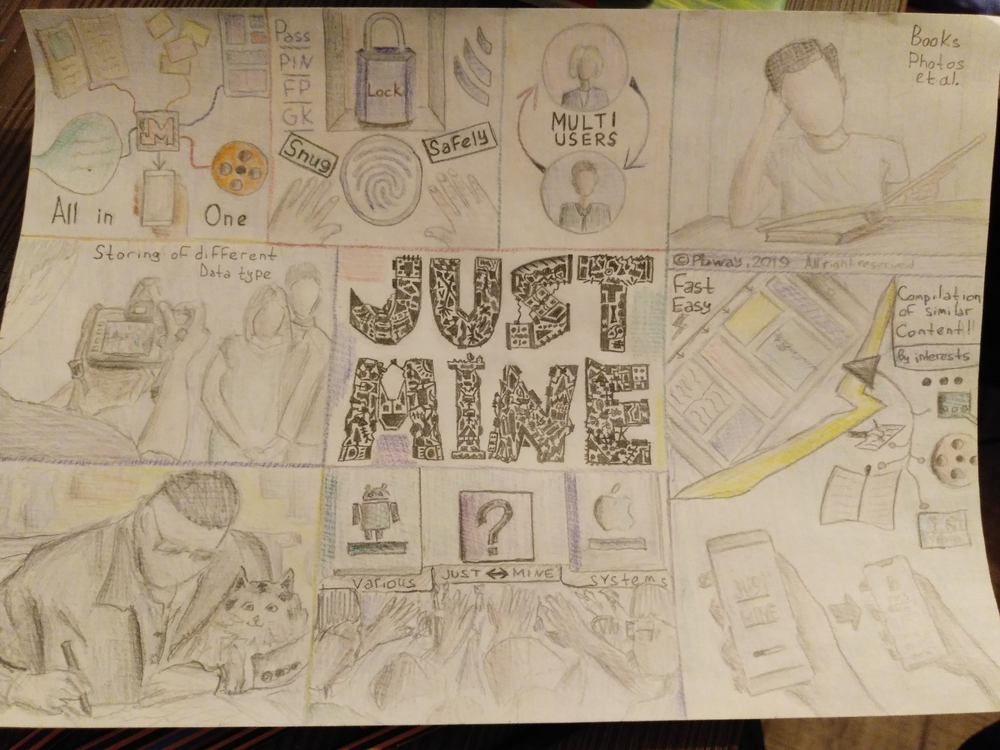 JM
All in
One
Pass
PIN
FP
GK
Lock
Snug
Safely
MULTI
USERS
Books
Photos
et al.
Storing of different
Data type
JUST
MINE
©Pbway, 2019 All right reserved
Fast
Easy
Compilation
of similar
Content!!
By interests
?
Various
JUST ↔ MINE
systems
JUST
MINE